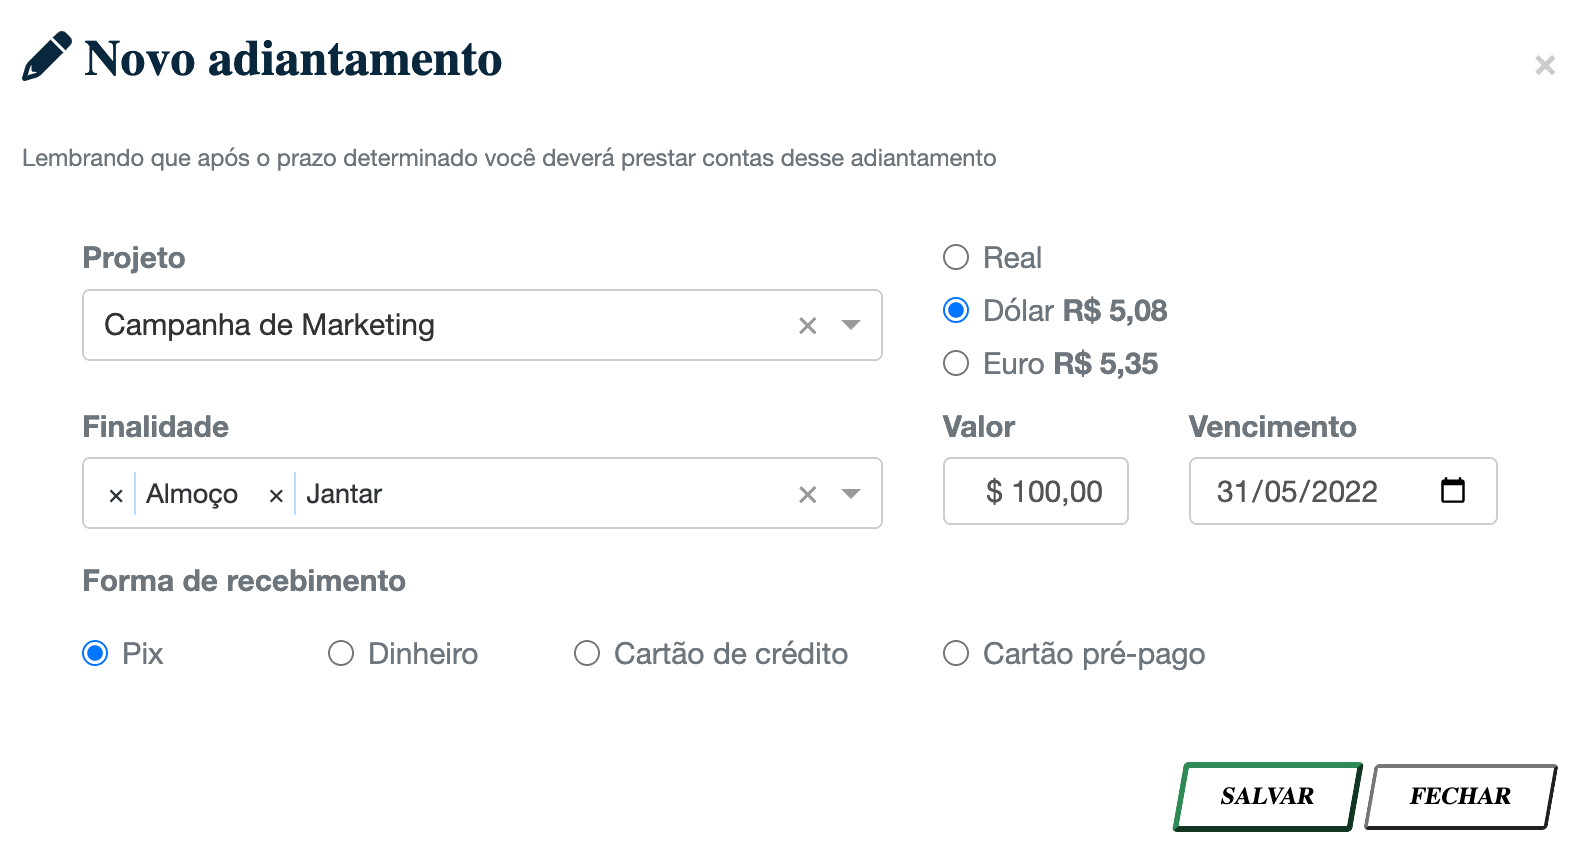 Novo adiantamento
Lembrando que após o prazo determinado você deverá prestar contas desse adiantamento
Projeto
Campanha de Marketing
Real
Dólar R$ 5,08
Euro R$ 5,35
Finalidade
Almoço Jantar
Valor
$ 100,00
Vencimento
31/05/2022
Forma de recebimento
Pix
Dinheiro
Cartão de crédito
Cartão pré-pago
SALVAR
FECHAR